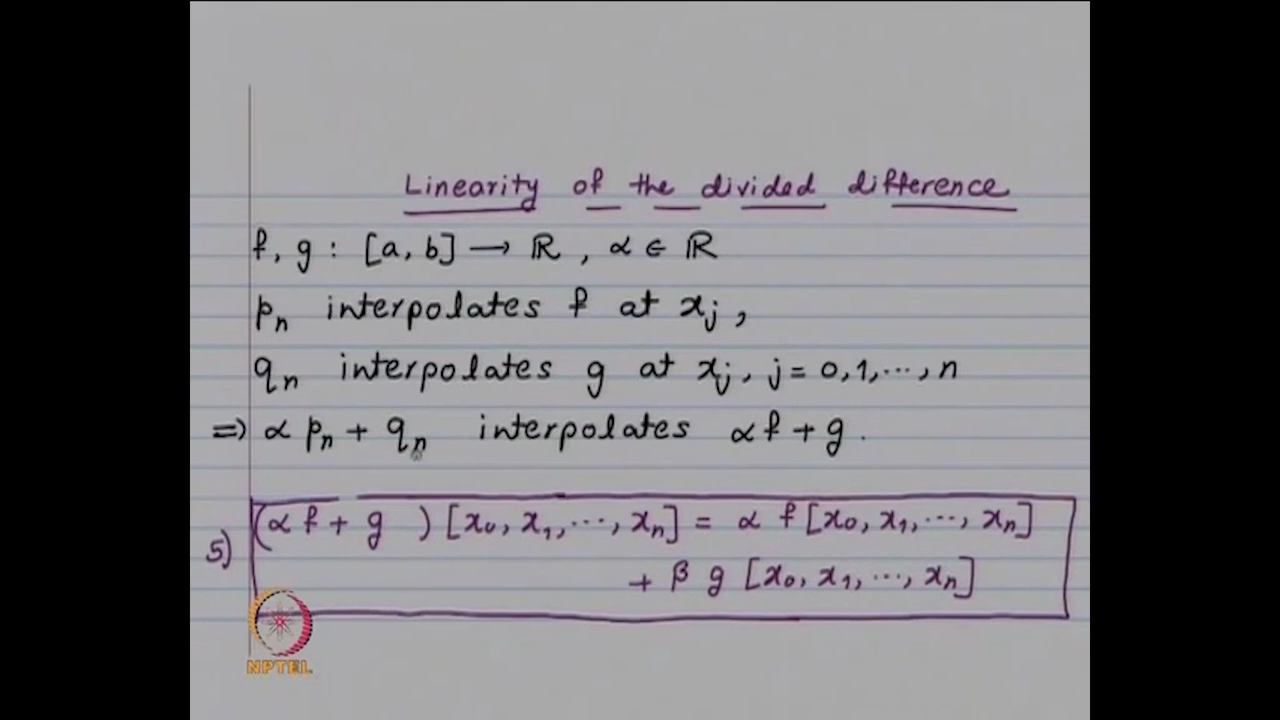 Linearity of the divided difference
f, g : [a, b] → ℝ , α ∈ ℝ
pₙ interpolates f at xⱼ,
qₙ interpolates g at xⱼ, j = 0, 1, ⋯, n
⇒ α pₙ + qₙ interpolates αf + g.
5) (αf + g ) [x₀, x₁, ⋯, xₙ] = α f [x₀, x₁, ⋯, xₙ]
+ β g [x₀, x₁, ⋯, xₙ]
NPTEL